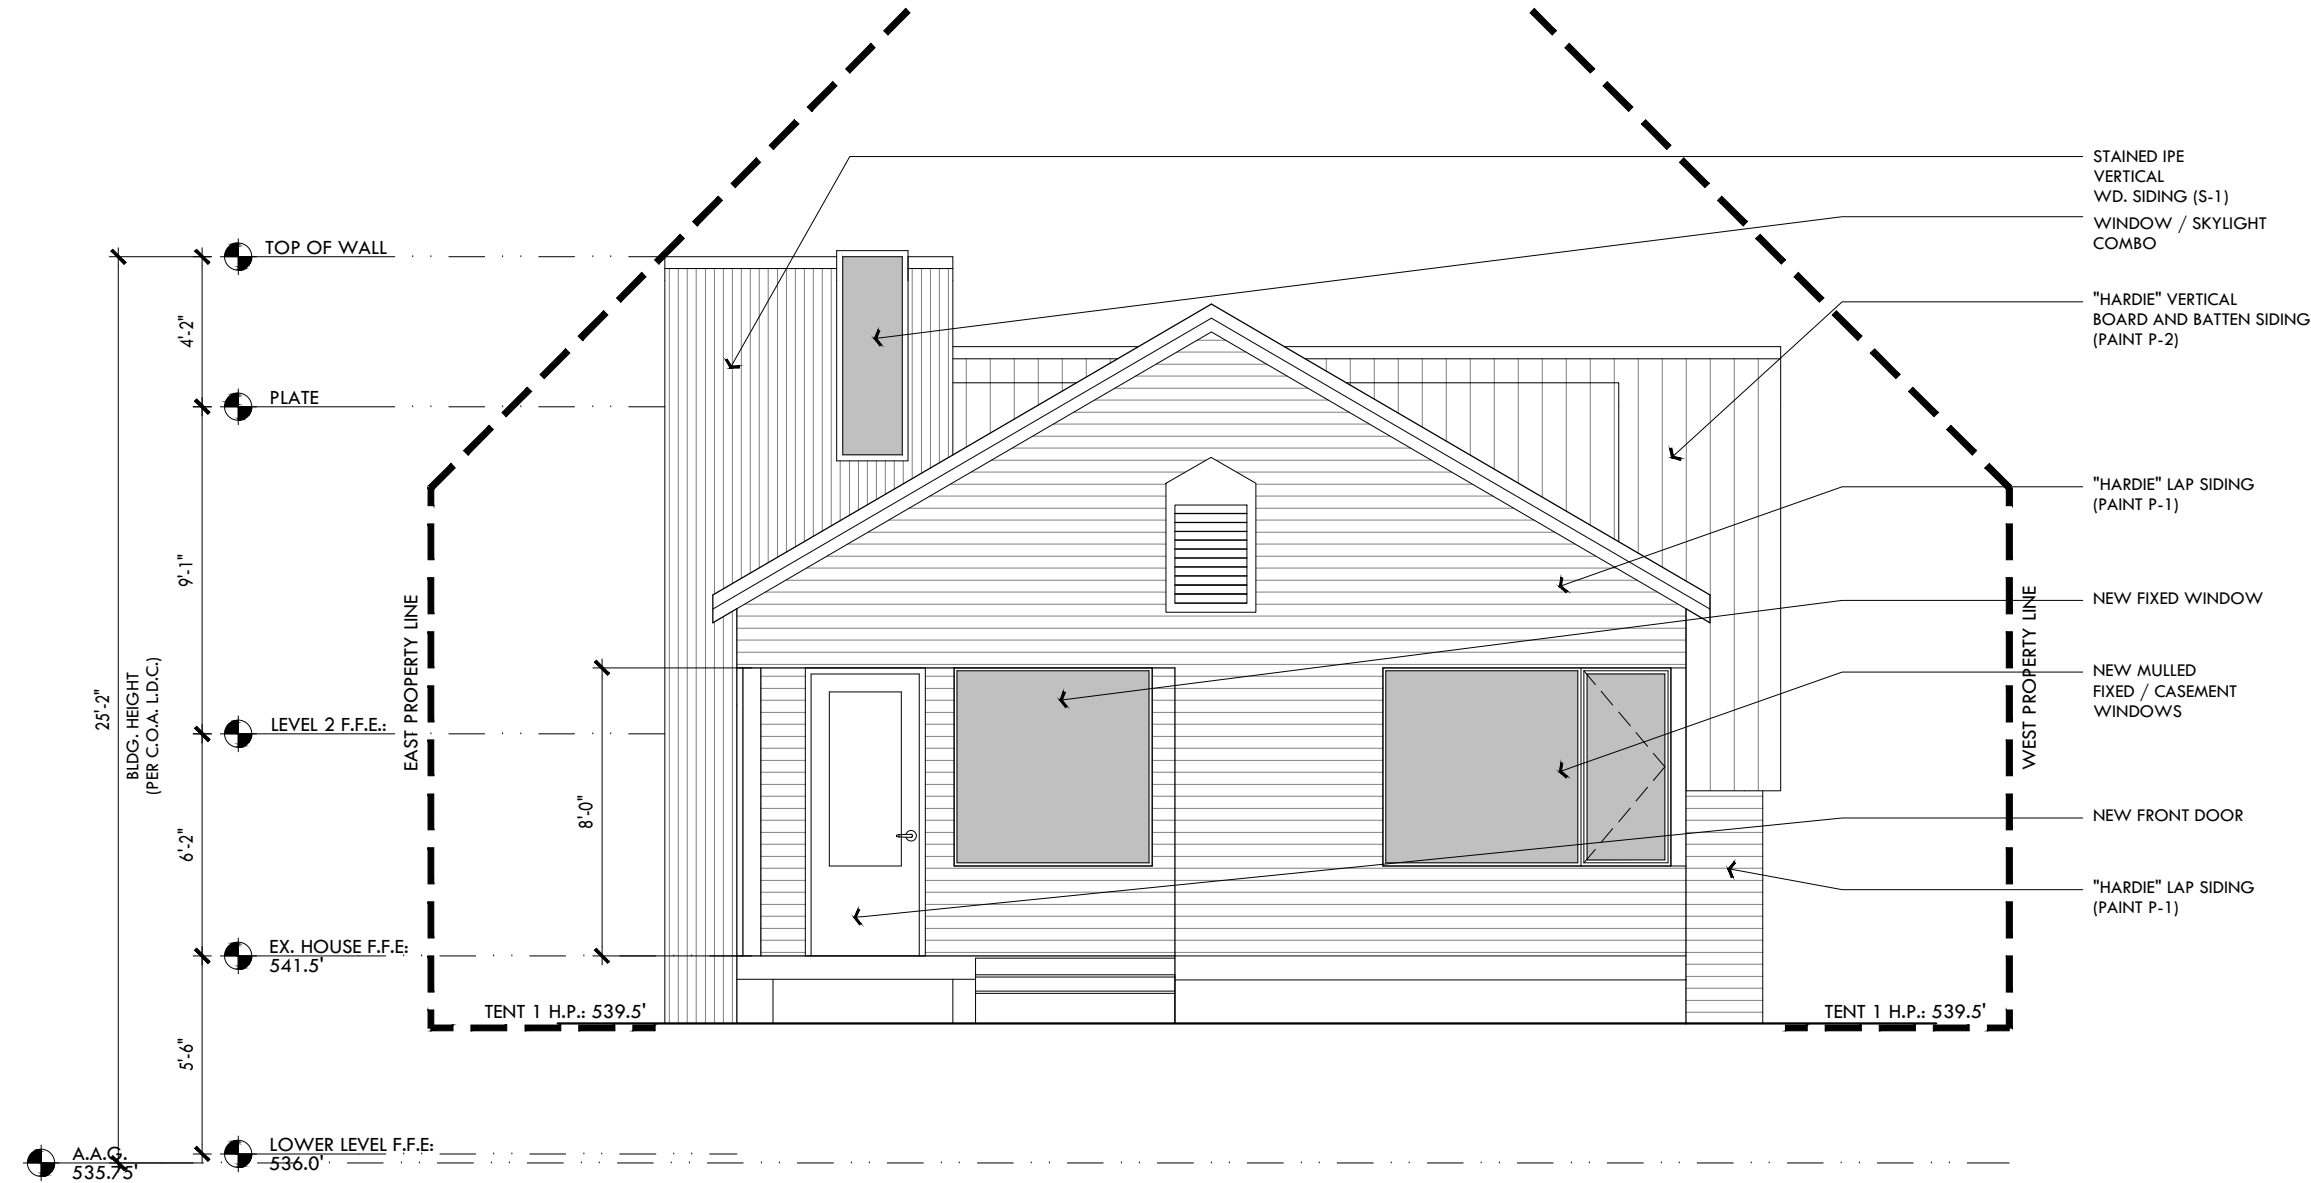 STAINED IPE
VERTICAL
WD. SIDING (S-1)
WINDOW / SKYLIGHT
COMBO
"HARDIE" VERTICAL
BOARD AND BATTEN SIDING
(PAINT P-2)
"HARDIE" LAP SIDING
(PAINT P-1)
NEW FIXED WINDOW
NEW MULLED
FIXED / CASEMENT
WINDOWS
NEW FRONT DOOR
"HARDIE" LAP SIDING
(PAINT P-1)
TOP OF WALL
4'-2"
PLATE
9'-1"
LEVEL 2 F.F.E.:
6'-2"
EX. HOUSE F.F.E:
541.5'
5'-6"
LOWER LEVEL F.F.E:
536.0'
A.A.G.
535.75'
25'-2"
BLDG. HEIGHT
(PER C.O.A. L.D.C.)
EAST PROPERTY LINE
8'-0"
WEST PROPERTY LINE
TENT 1 H.P.: 539.5'
TENT 1 H.P.: 539.5'